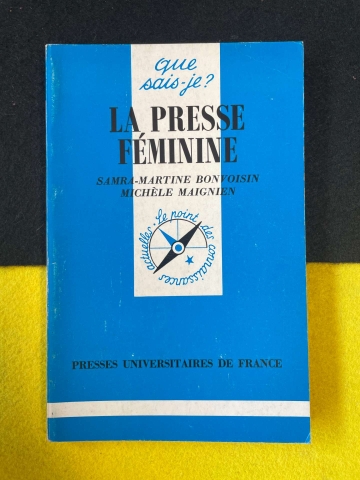 que
sais-je?
LA PRESSE
FÉMININE
SAMRA-MARTINE BONVOISIN
MICHÈLE MAIGNIEN
Le point des connaissances actuelles
PRESSES UNIVERSITAIRES DE FRANCE